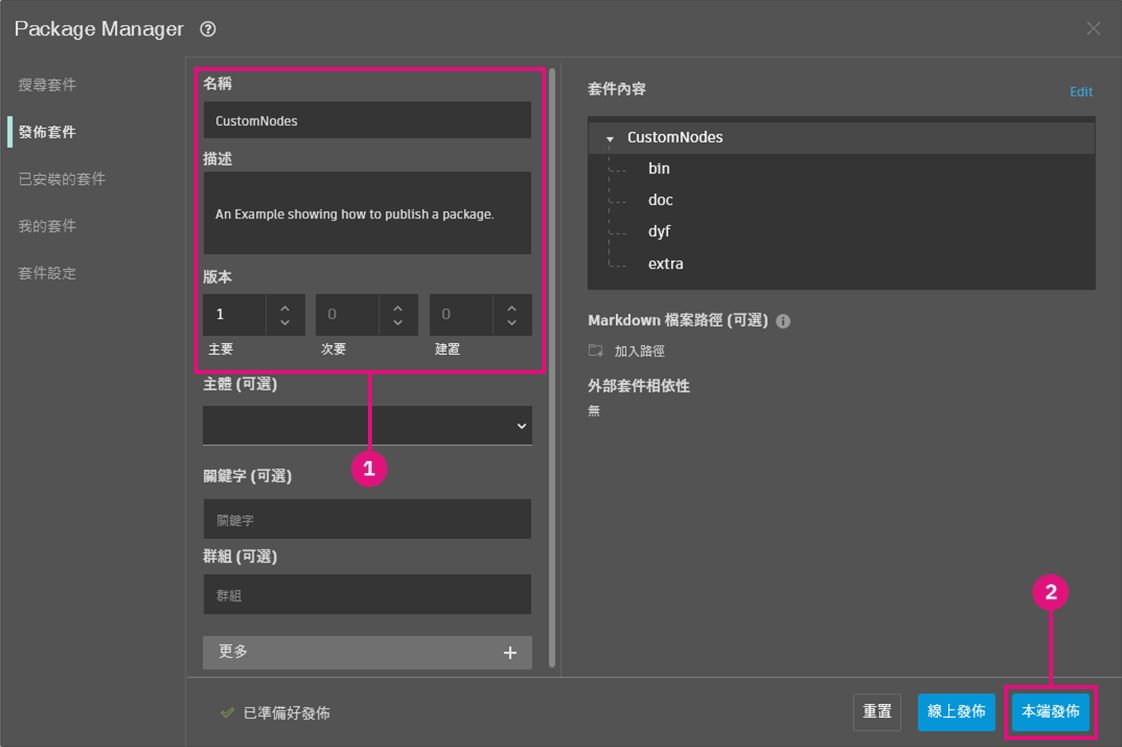 Package Manager ?
搜尋套件
發佈套件
已安裝的套件
我的套件
套件設定
名稱
CustomNodes
描述
An Example showing how to publish a package.
版本
1 0 0
主要 次要 建置
1
主體 (可選)
關鍵字 (可選)
關鍵字
群組 (可選)
群組
更多 +
套件內容 Edit
CustomNodes
bin
doc
dyf
extra
Markdown 檔案路徑 (可選) i
加入路徑
外部套件相依性
無
2
已準備好發佈
重置 線上發佈 本端發佈